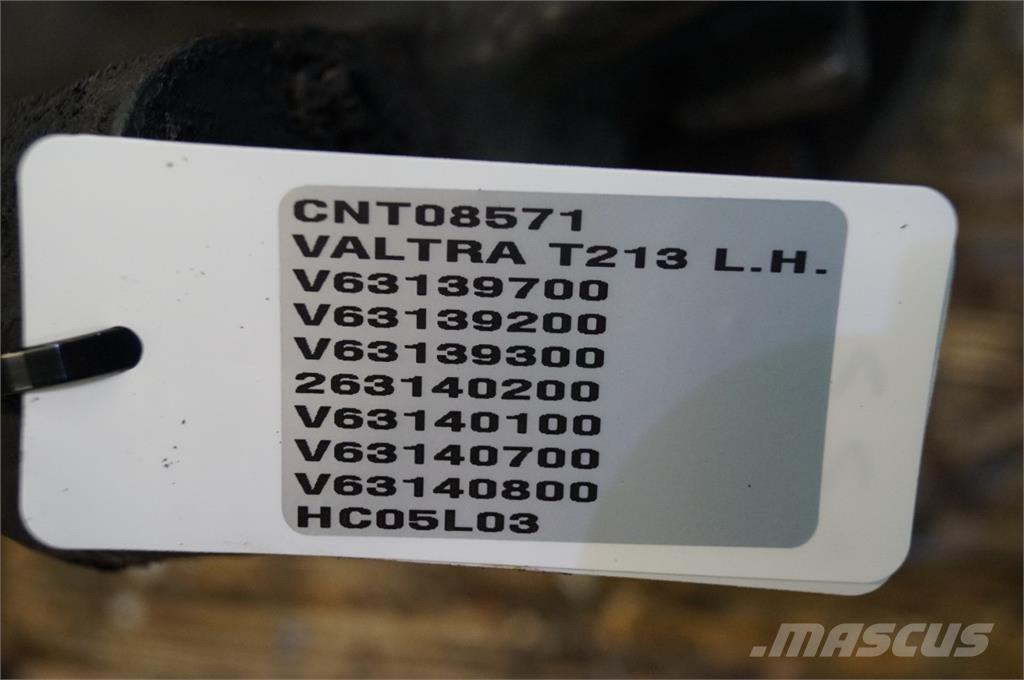 CNT08571
VALTRA T213 L.H.
V63139700
V63139200
V63139300
263140200
V63140100
V63140700
V63140800
HC05L03
MASCUS